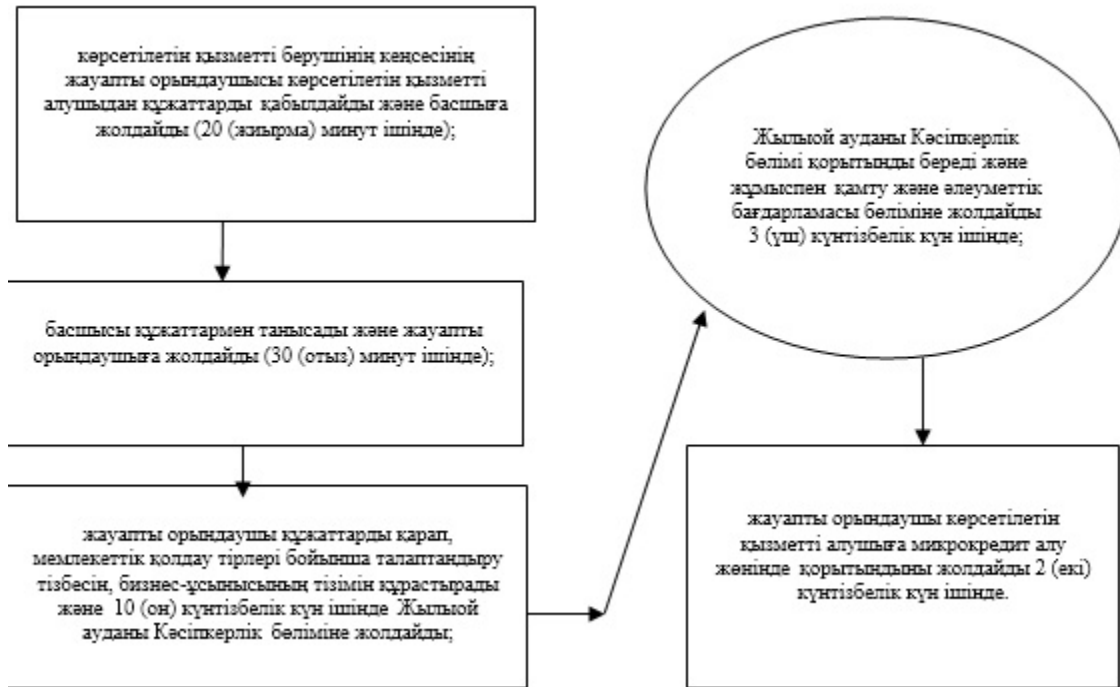 көрсетілетін қызметті берушінің кеңсесінің
жауапты орындаушысы көрсетілетін қызметті
алушыдан құжаттарды қабылдайды және басшыға
жолдайды (20 (жиырма) минут ішінде);
басшысы құжаттармен танысады және жауапты
орындаушыға жолдайды (30 (отыз) минут ішінде);
жауапты орындаушы құжаттарды қарап,
мемлекеттік қолдау тірлері бойынша талаптандыру
тізбесін, бизнес-ұсынысының тізімін құрастырады
және 10 (он) күнтізбелік күн ішінде Жылыой
ауданы Кәсіпкерлік бөліміне жолдайды;
Жылыой ауданы Кәсіпкерлік
бөлімі қорытынды береді және
жұмыспен қамту және әлеуметтік
бағдарламасы бөліміне жолдайды
3 (үш) күнтізбелік күн ішінде;
жауапты орындаушы көрсетілетін
қызметті алушыға микрокредит алу
жөнінде қорытындыны жолдайды 2 (екі)
күнтізбелік күн ішінде.